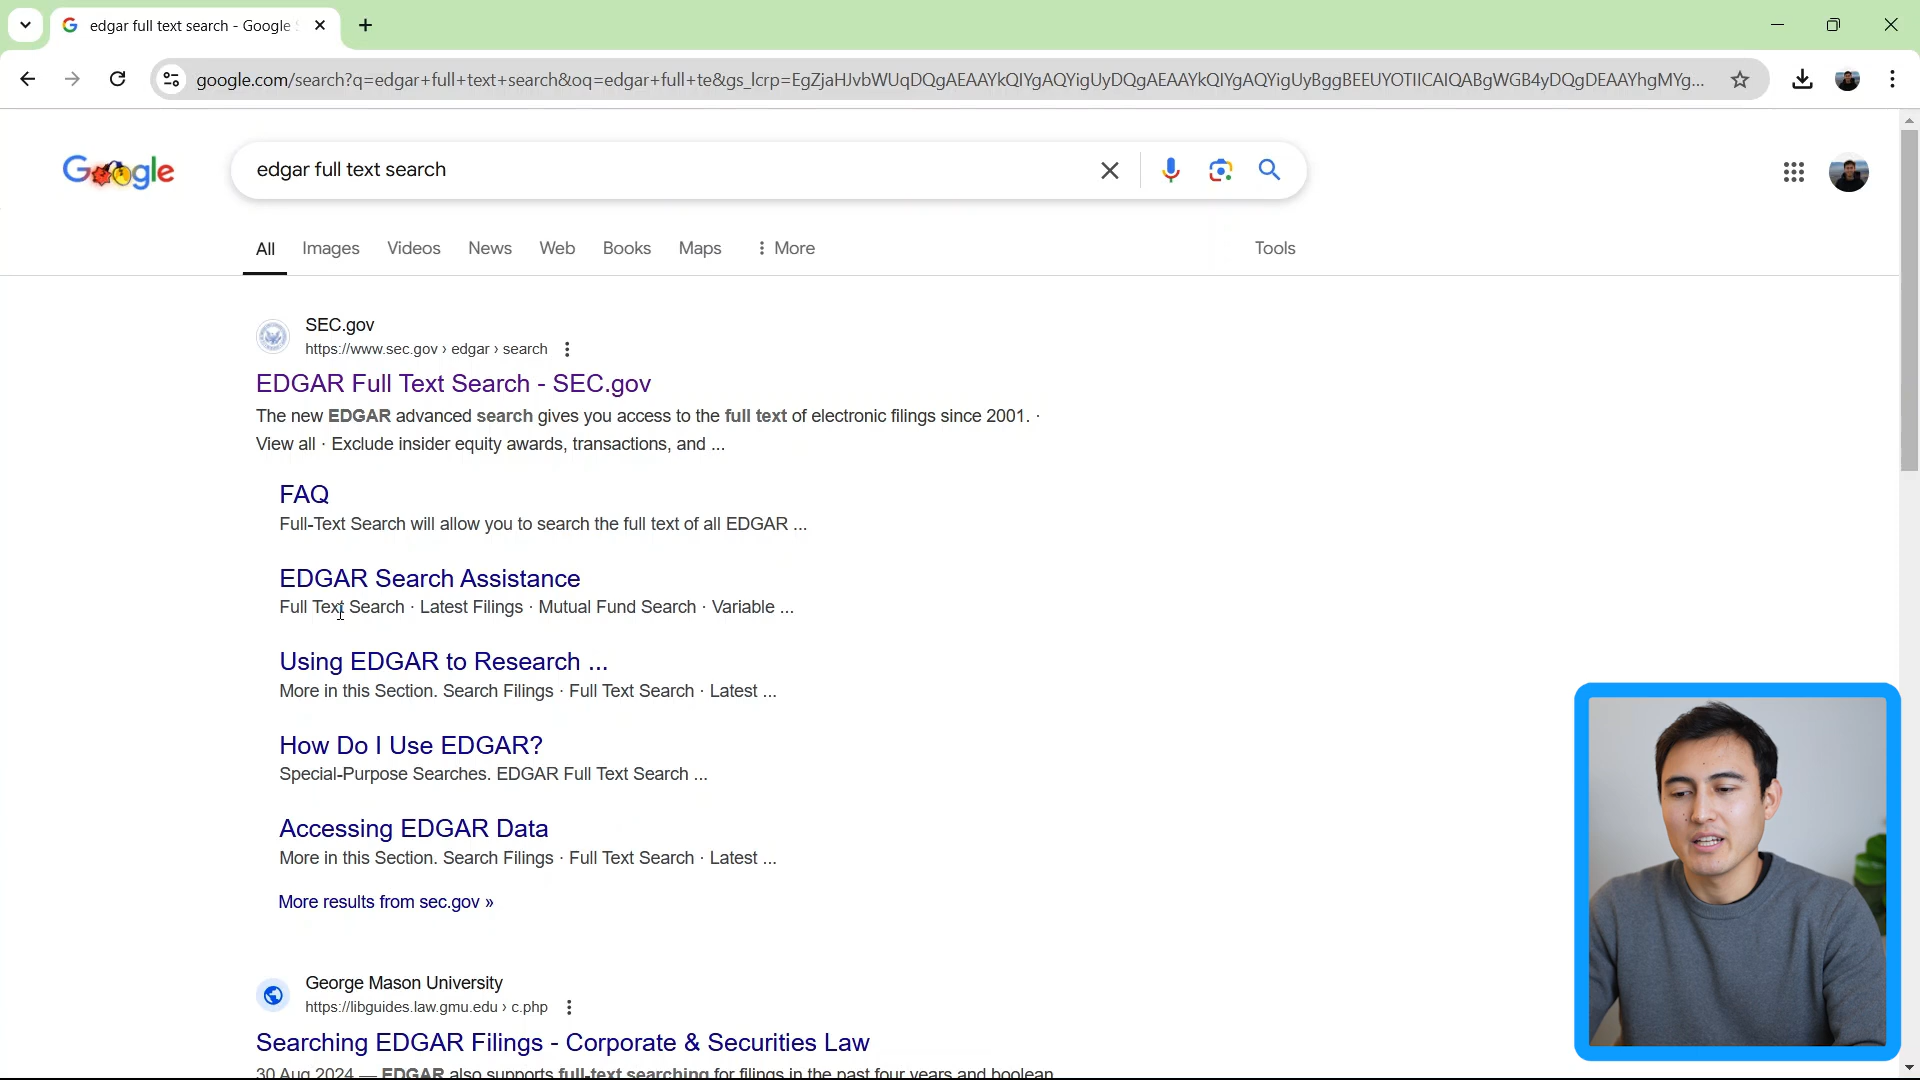 edgar full text search - Google
google.com/search?q=edgar+full+text+search&oq=edgar+full+te&gs_lcrp=EgZjaHJvbWUqDQgAEAAYkQIYgAQYigUyDQgAEAAYkQIYgAQYigUyBggBEEUYOTIICAIQABgWGB4yDQgDEAAYhgMYg...
Google
edgar full text search
All Images Videos News Web Books Maps More Tools
SEC.gov
https://www.sec.gov › edgar › search
EDGAR Full Text Search - SEC.gov
The new EDGAR advanced search gives you access to the full text of electronic filings since 2001. ·
View all · Exclude insider equity awards, transactions, and ...
FAQ
Full-Text Search will allow you to search the full text of all EDGAR ...
EDGAR Search Assistance
Full Text Search · Latest Filings · Mutual Fund Search · Variable ...
Using EDGAR to Research ...
More in this Section. Search Filings · Full Text Search · Latest ...
How Do I Use EDGAR?
Special-Purpose Searches. EDGAR Full Text Search ...
Accessing EDGAR Data
More in this Section. Search Filings · Full Text Search · Latest ...
More results from sec.gov »
George Mason University
https://libguides.law.gmu.edu › c.php
Searching EDGAR Filings - Corporate & Securities Law
30 Aug 2024 — EDGAR also supports full-text searching for filings in the past four years and boolean